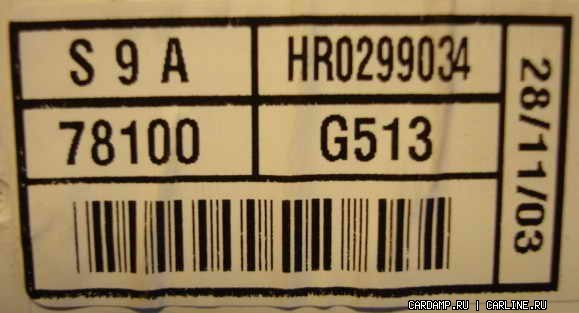 S 9 A
HR0299034
78100
G513
28/11/03
CARDAMP.RU | CARLINE.RU